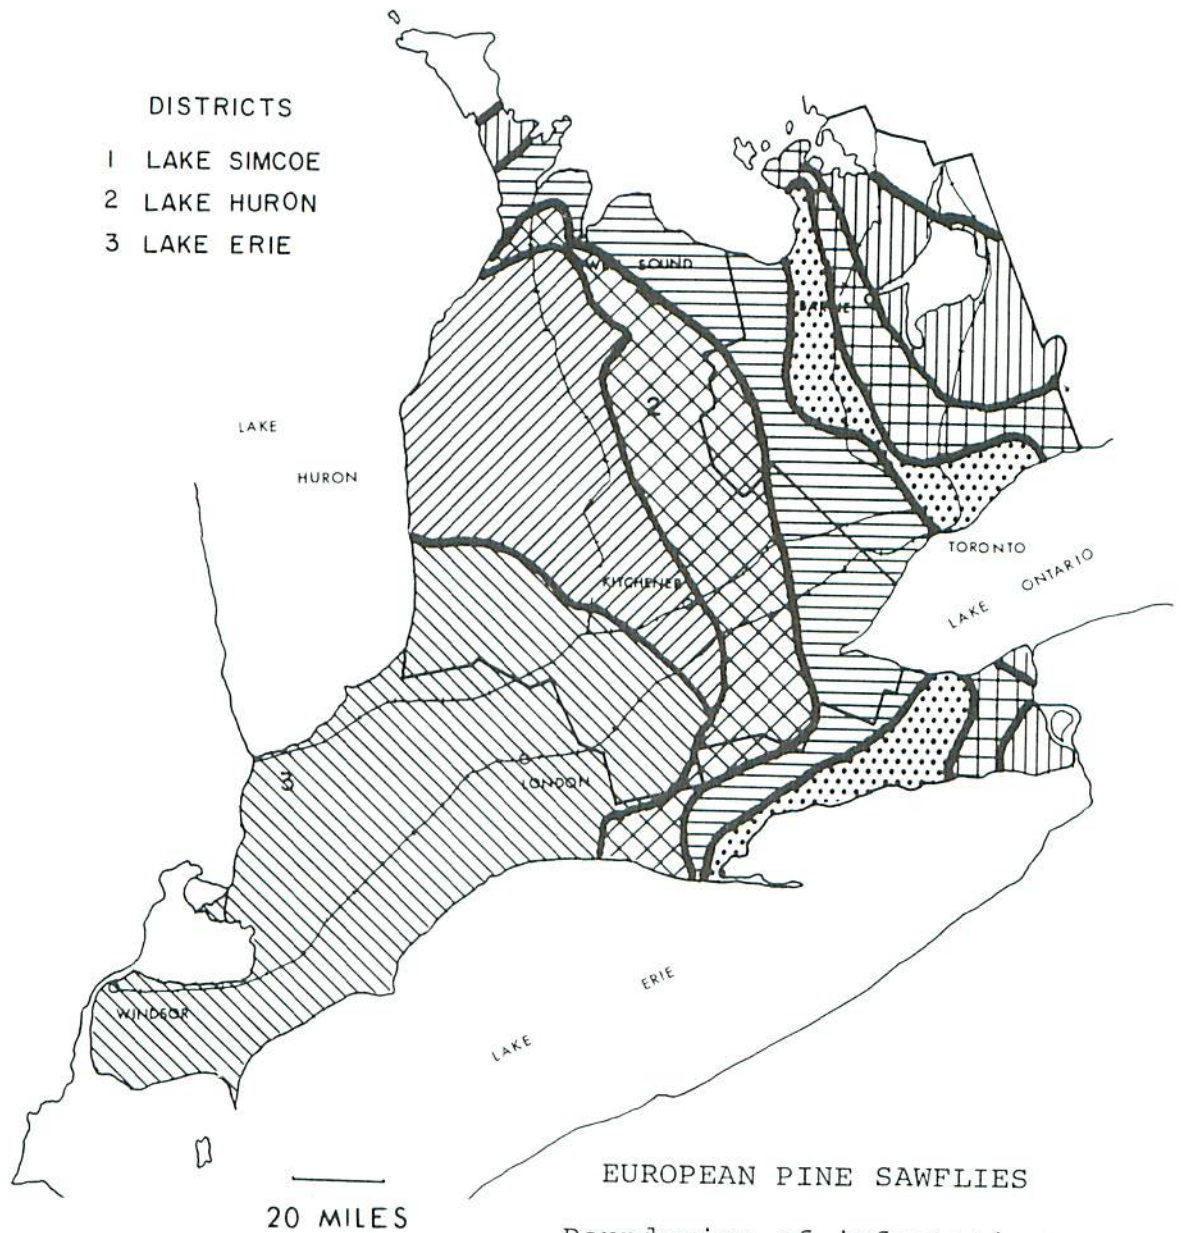 DISTRICTS
1 LAKE SIMCOE
2 LAKE HURON
3 LAKE ERIE
SOUND
BARRIE
2
LAKE
HURON
TORONTO
KITCHENER
LAKE ONTARIO
3
LONDON
WINDSOR
LAKE ERIE
20 MILES
EUROPEAN PINE SAWFLIES